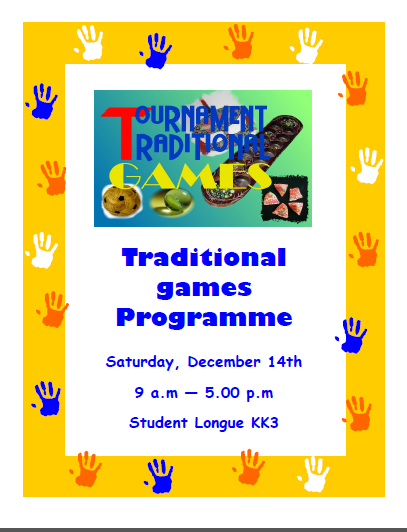 TOURNAMENT
TRADITIONAL
GAMES
Traditional
games
Programme
Saturday, December 14th
9 a.m — 5.00 p.m
Student Longue KK3